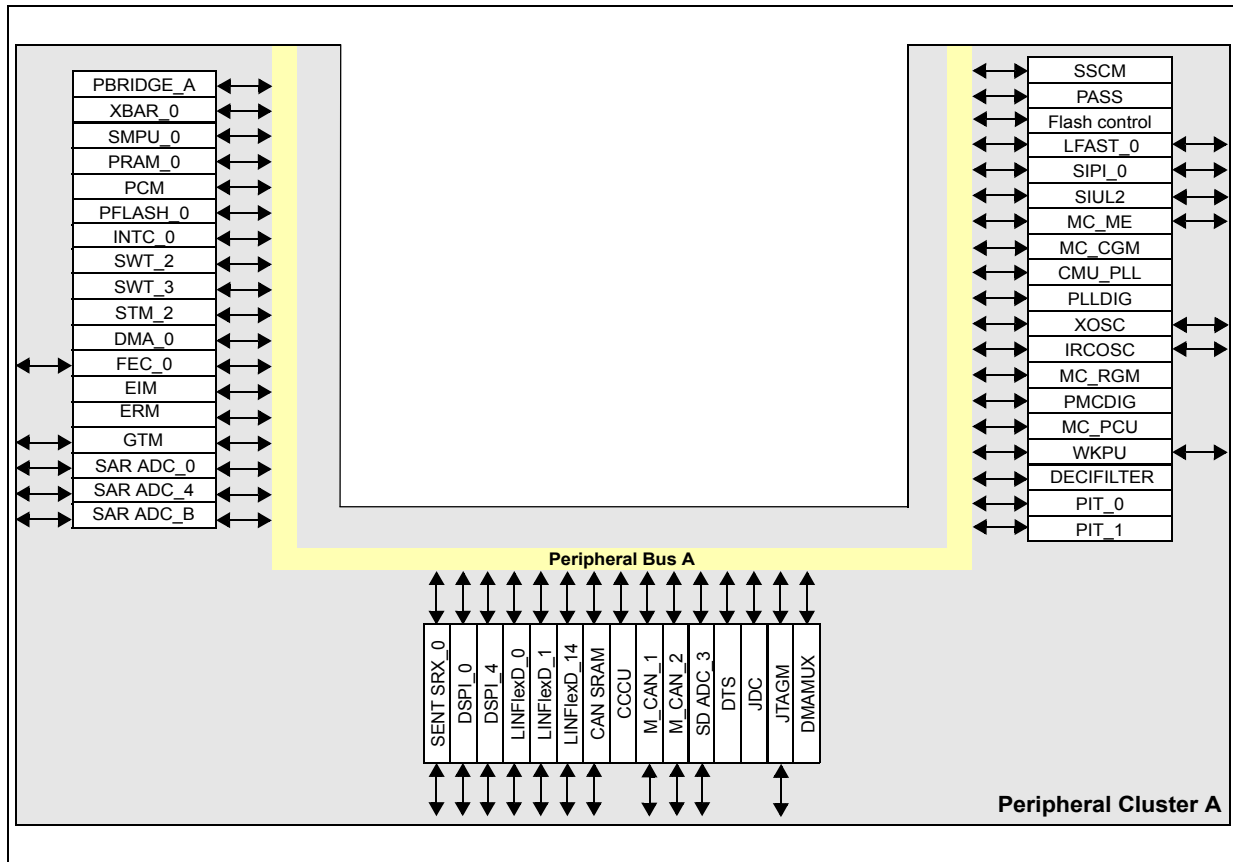 PBRIDGE_A
XBAR_0
SMPU_0
PRAM_0
PCM
PFLASH_0
INTC_0
SWT_2
SWT_3
STM_2
DMA_0
FEC_0
EIM
ERM
GTM
SAR ADC_0
SAR ADC_4
SAR ADC_B
SSCM
PASS
Flash control
LFAST_0
SIPI_0
SIUL2
MC_ME
MC_CGM
CMU_PLL
PLLDIG
XOSC
IRCOSC
MC_RGM
PMCDIG
MC_PCU
WKPU
DECIFILTER
PIT_0
PIT_1
Peripheral Bus A
SENT SRX_0
DSPI_0
DSPI_4
LINFlexD_0
LINFlexD_1
LINFlexD_14
CAN SRAM
CCCU
M_CAN_1
M_CAN_2
SD ADC_3
DTS
JDC
JTAGM
DMAMUX
Peripheral Cluster A